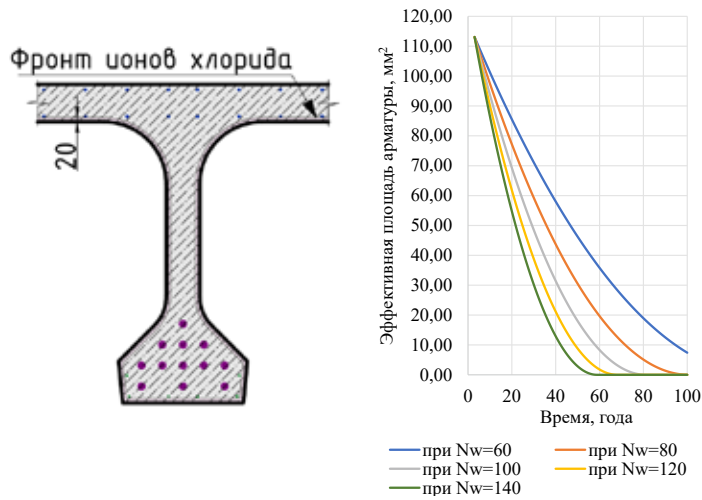 Фронт ионов хлорида
20
Эффективная площадь арматуры, мм²
120,00
110,00
100,00
90,00
80,00
70,00
60,00
50,00
40,00
30,00
20,00
10,00
0,00
0 20 40 60 80 100
Время, года
при Nw=60 при Nw=80
при Nw=100 при Nw=120
при Nw=140